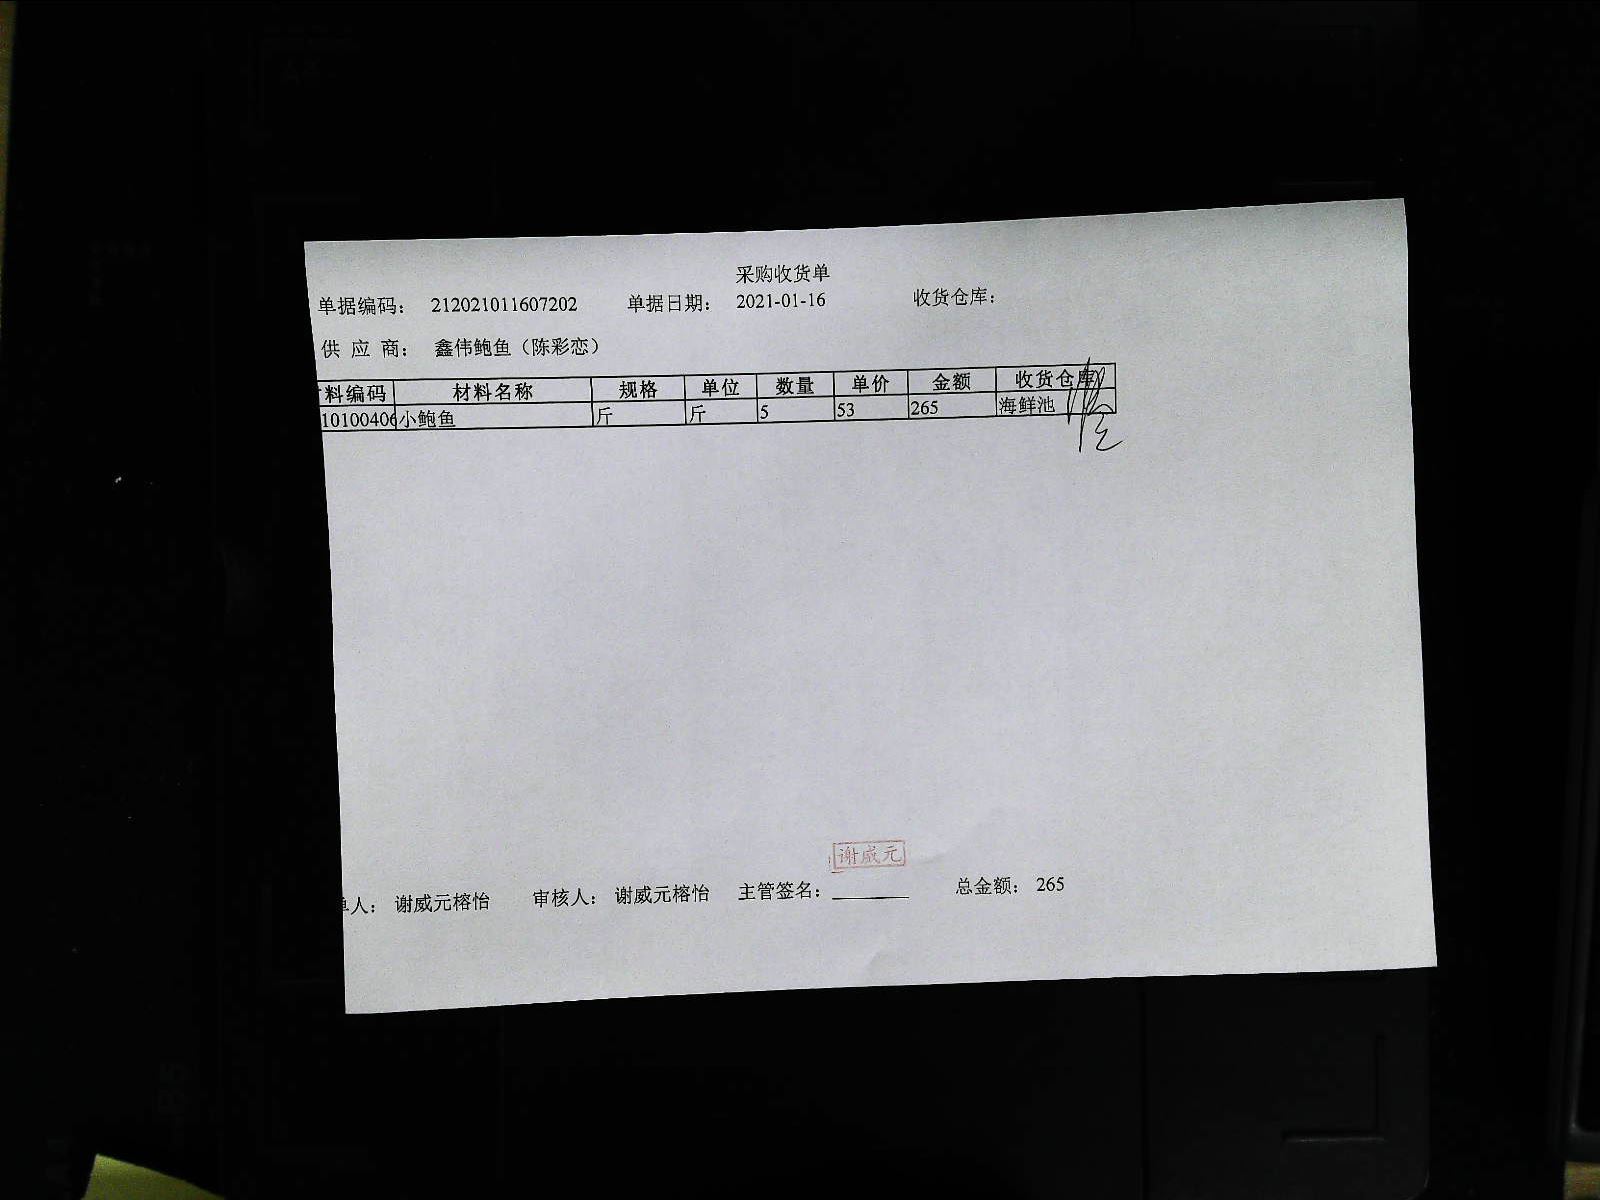 采购收货单
单据编码： 212021011607202 单据日期： 2021-01-16 收货仓库：
供 应 商： 鑫伟鲍鱼（陈彩恋）
料编码 材料名称 规格 单位 数量 单价 金额 收货仓库
10100406 小鲍鱼 斤 斤 5 53 265 海鲜池
谢威元
单人： 谢威元榕怡 审核人： 谢威元榕怡 主管签名： 总金额： 265